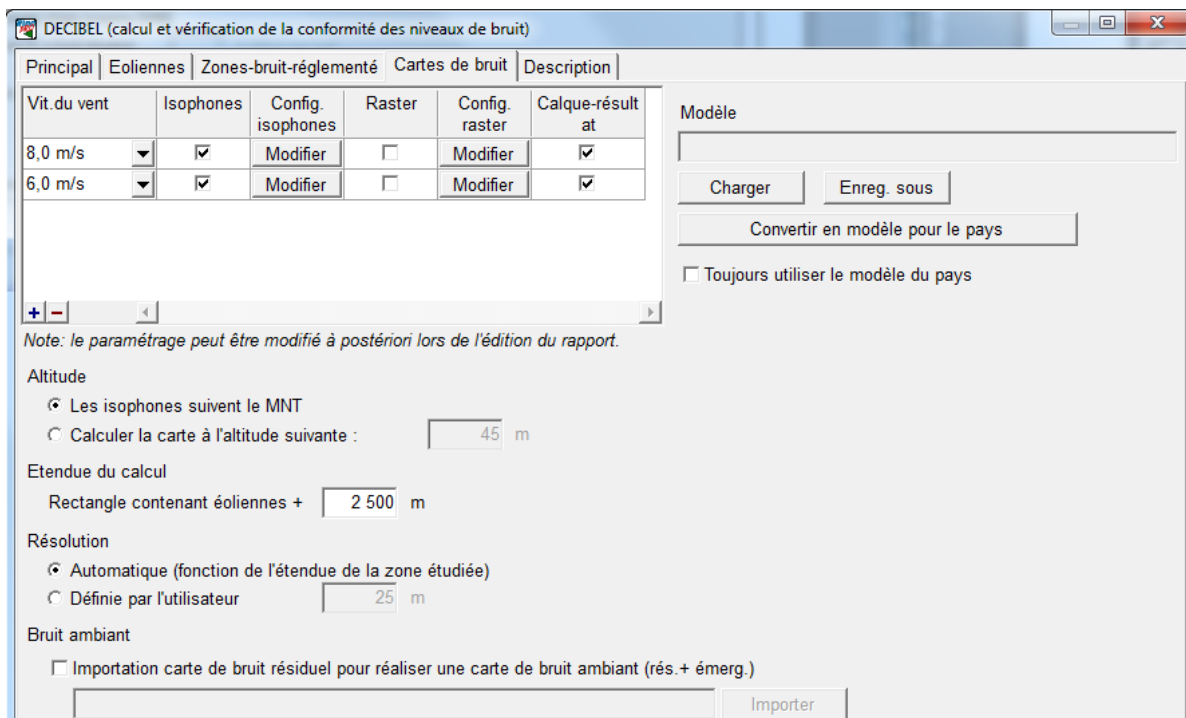 DECIBEL (calcul et vérification de la conformité des niveaux de bruit)
Principal Eoliennes Zones-bruit-réglementé Cartes de bruit Description
Vit.du vent Isophones Config. isophones Raster Config. raster Calque-résult at
8,0 m/s Modifier Modifier
6,0 m/s Modifier Modifier
Note: le paramétrage peut être modifié à postériori lors de l'édition du rapport.
Modèle
Charger Enreg. sous
Convertir en modèle pour le pays
Toujours utiliser le modèle du pays
Altitude
Les isophones suivent le MNT
Calculer la carte à l'altitude suivante : 45 m
Etendue du calcul
Rectangle contenant éoliennes + 2 500 m
Résolution
Automatique (fonction de l'étendue de la zone étudiée)
Définie par l'utilisateur 25 m
Bruit ambiant
Importation carte de bruit résiduel pour réaliser une carte de bruit ambiant (rés.+ émerg.)
Importer